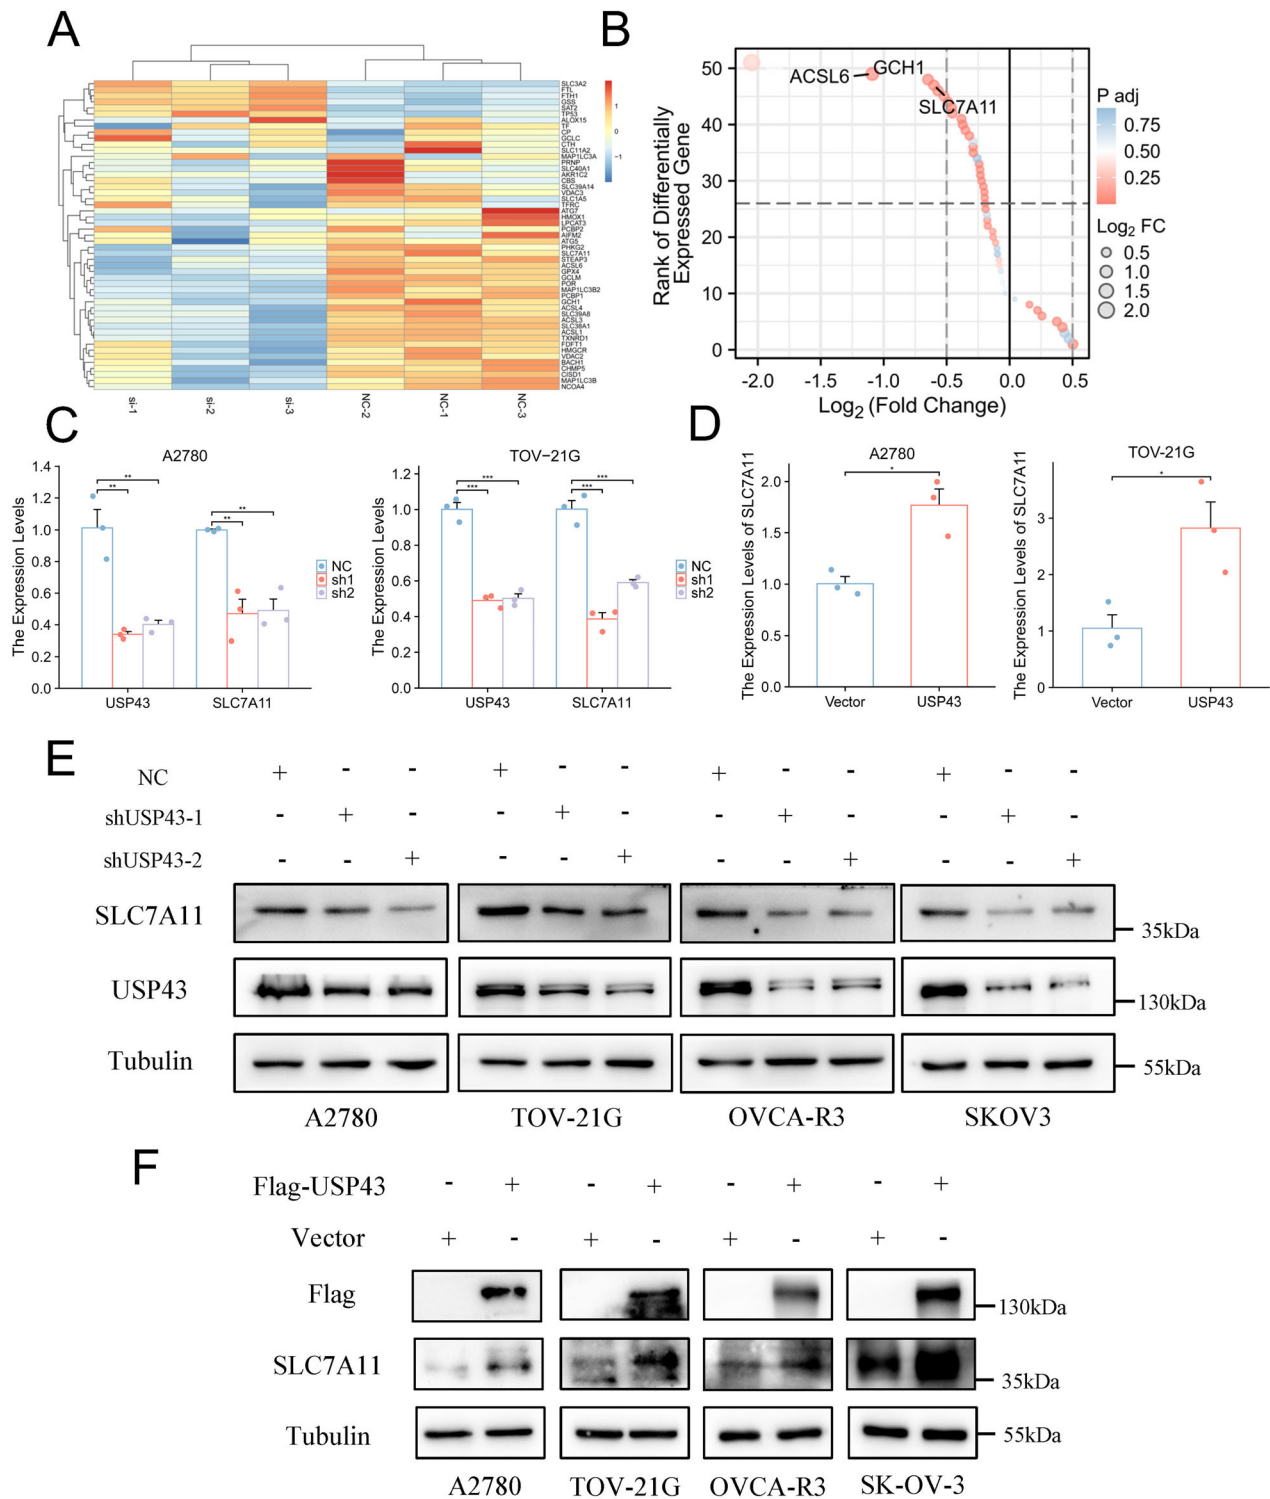 A
SLC3A2
FTL
FTH1
GSS
SAT2
TP53
ALOX15
TF
CP
GCLC
CTH
SLC11A2
MAP1LC3A
PRNP
SLC40A1
AKR1C2
CBS
SLC39A14
VDAC3
SLC1A5
TFRC
ATG7
HMOX1
LPCAT3
PCBP2
AIFM2
ATG5
PHKG2
SLC7A11
STEAP3
ACSL6
GPX4
GCLM
POR
MAP1LC3B2
PCBP1
GCH1
ACSL4
SLC39A8
ACSL3
SLC38A1
ACSL1
TXNRD1
FDFT1
HMGCR
VDAC2
BACH1
CHMP5
CISD1
MAP1LC3B
NCOA4
1
0
−1
si-1
si-2
si-3
NC-2
NC-1
NC-3
B
Rank of Differentially
Expressed Gene
50
40
30
20
10
0
ACSL6
GCH1
SLC7A11
-2.0
-1.5
-1.0
-0.5
0.0
0.5
Log2 (Fold Change)
P adj
0.75
0.50
0.25
Log2 FC
0.5
1.0
1.5
2.0
C
A2780
The Expression Levels
1.4
1.2
1.0
0.8
0.6
0.4
0.2
0.0
**
**
**
**
USP43
SLC7A11
NC
sh1
sh2
TOV−21G
The Expression Levels
1.2
1.0
0.8
0.6
0.4
0.2
0.0
***
***
***
***
USP43
SLC7A11
NC
sh1
sh2
D
A2780
The Expression Levels of SLC7A11
2.0
1.5
1.0
0.5
0.0
*
Vector
USP43
TOV-21G
The Expression Levels of SLC7A11
3
2
1
0
*
Vector
USP43
E
NC + - - + - - + - - + - -
shUSP43-1 - + - - + - - + - - + -
shUSP43-2 - - + - - + - - + - - +
SLC7A11
35kDa
USP43
130kDa
Tubulin
55kDa
A2780
TOV-21G
OVCA-R3
SKOV3
F
Flag-USP43 - + - + - + - +
Vector + - + - + - + -
Flag
130kDa
SLC7A11
35kDa
Tubulin
55kDa
A2780
TOV-21G
OVCA-R3
SK-OV-3